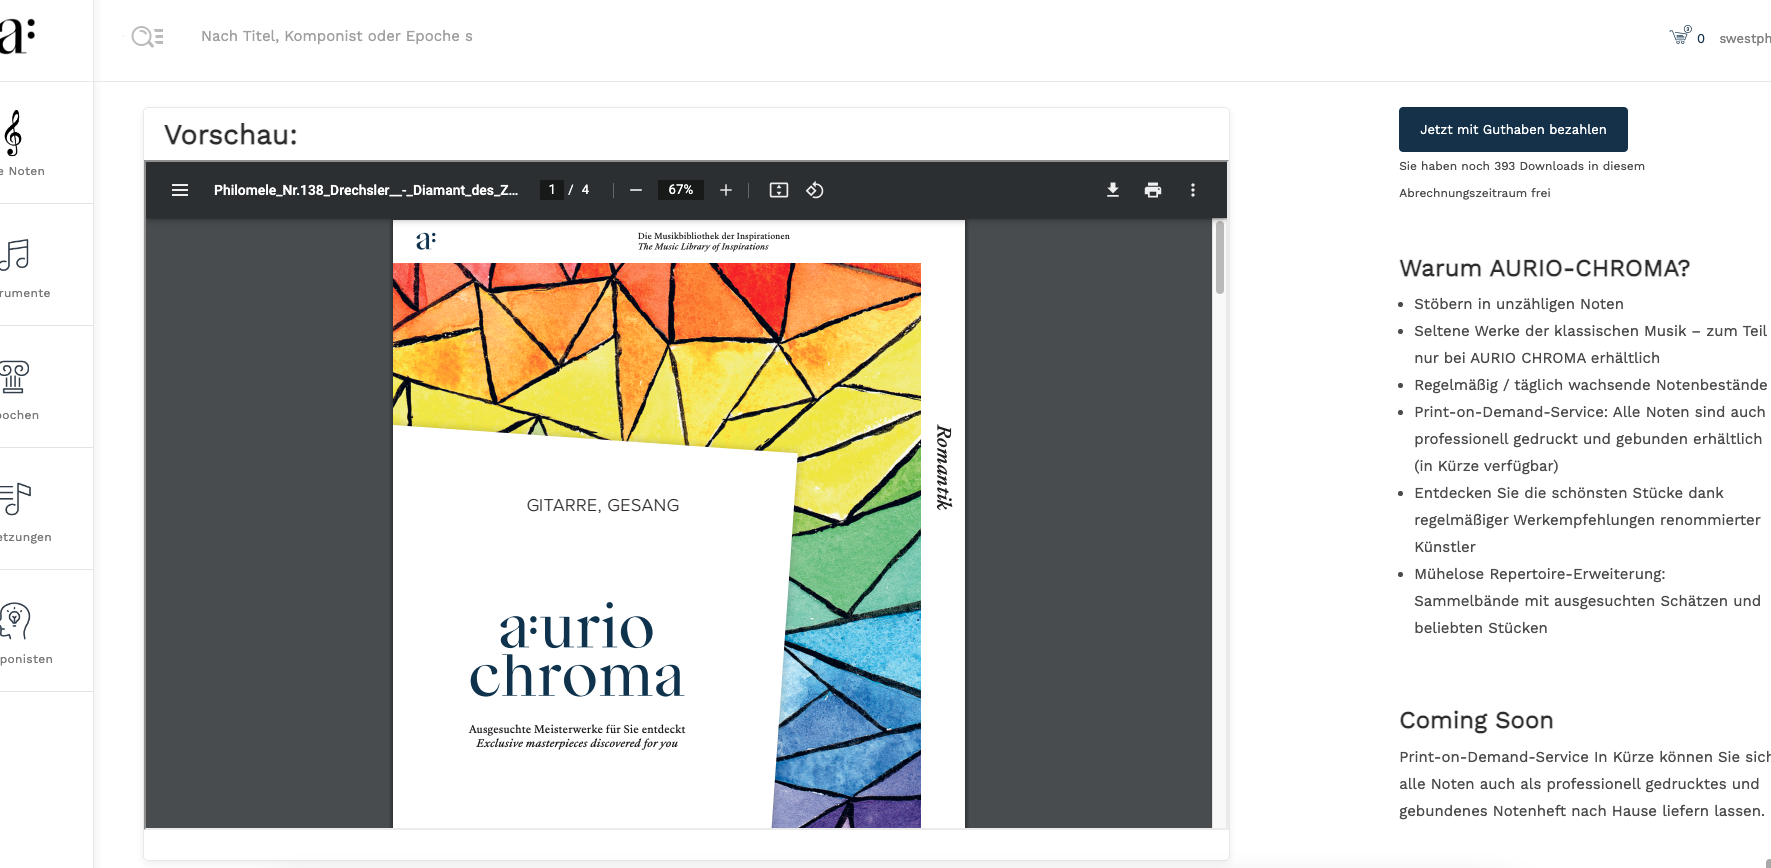 a:
Nach Titel, Komponist oder Epoche s
0
swestph
e Noten
rumente
pochen
etzungen
ponisten
Vorschau:
Philomele_Nr.138_Drechsler__-_Diamant_des_Z...
1 / 4
67%
a:
Die Musikbibliothek der Inspirationen
The Music Library of Inspirations
Romantik
GITARRE, GESANG
a:urio
chroma
Ausgesuchte Meisterwerke für Sie entdeckt
Exclusive masterpieces discovered for you
Jetzt mit Guthaben bezahlen
Sie haben noch 393 Downloads in diesem
Abrechnungszeitraum frei
Warum AURIO-CHROMA?
Stöbern in unzähligen Noten
Seltene Werke der klassischen Musik – zum Teil
nur bei AURIO CHROMA erhältlich
Regelmäßig / täglich wachsende Notenbestände
Print-on-Demand-Service: Alle Noten sind auch
professionell gedruckt und gebunden erhältlich
(in Kürze verfügbar)
Entdecken Sie die schönsten Stücke dank
regelmäßiger Werkempfehlungen renommierter
Künstler
Mühelose Repertoire-Erweiterung:
Sammelbände mit ausgesuchten Schätzen und
beliebten Stücken
Coming Soon
Print-on-Demand-Service In Kürze können Sie sich
alle Noten auch als professionell gedrucktes und
gebundenes Notenheft nach Hause liefern lassen.